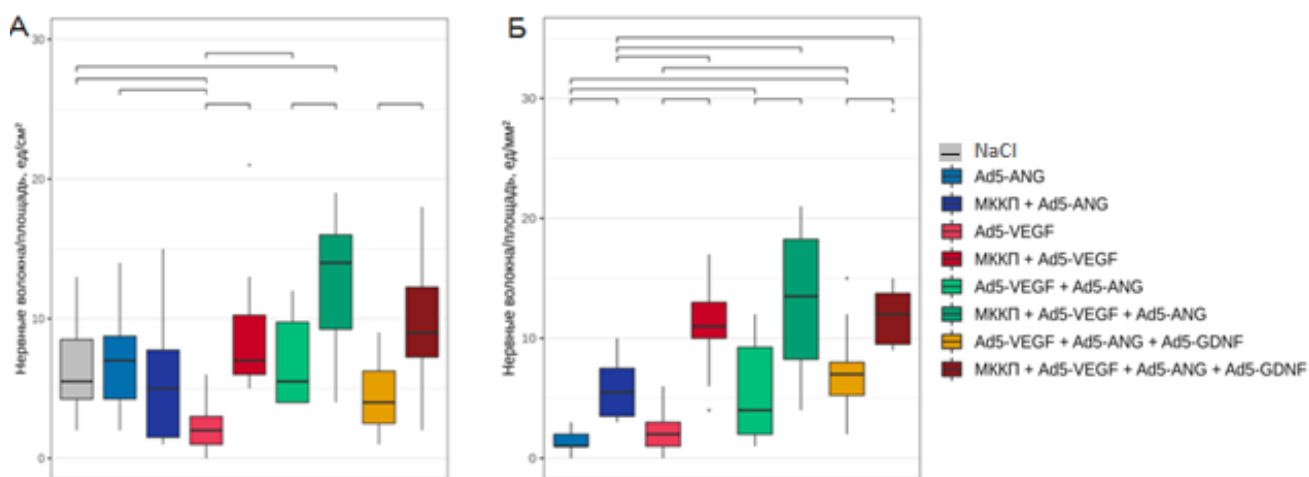 А
Нервные волокна/площадь, ед/см²
30
20
10
0
Б
Нервные волокна/площадь, ед/мм²
30
20
10
0
NaCl
Ad5-ANG
МККП + Ad5-ANG
Ad5-VEGF
МККП + Ad5-VEGF
Ad5-VEGF + Ad5-ANG
МККП + Ad5-VEGF + Ad5-ANG
Ad5-VEGF + Ad5-ANG + Ad5-GDNF
МККП + Ad5-VEGF + Ad5-ANG + Ad5-GDNF